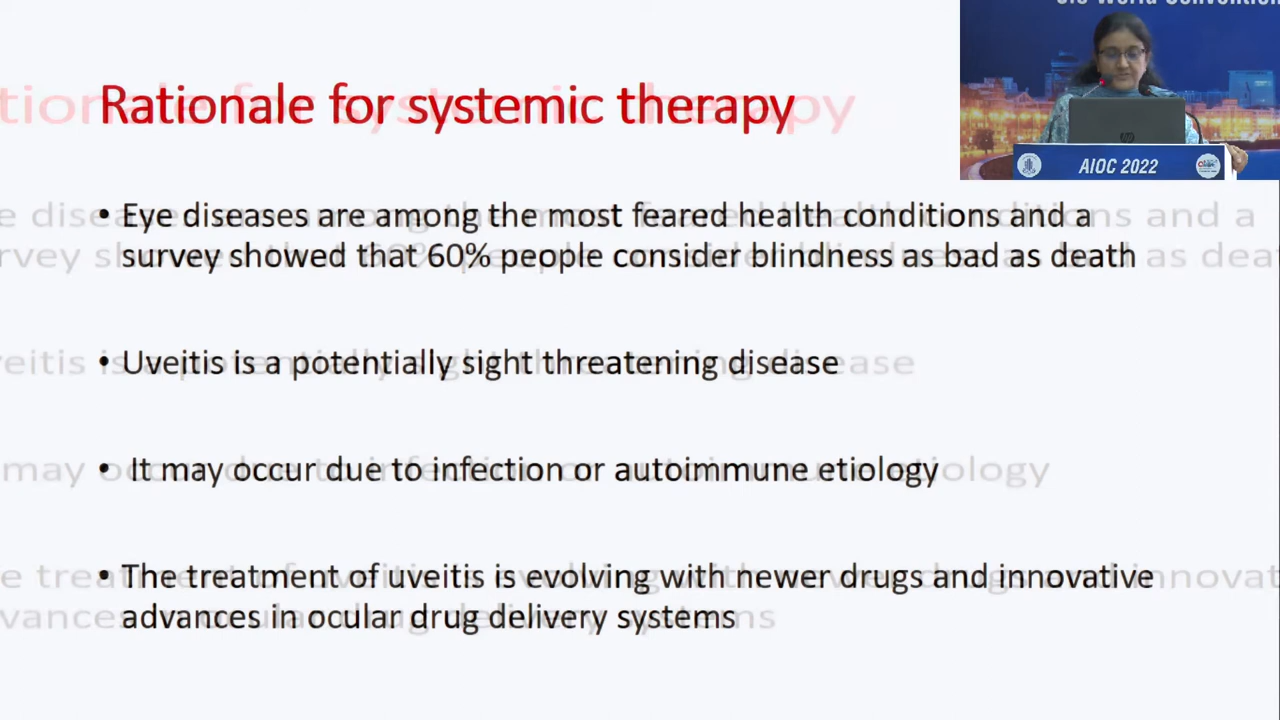 Rationale for systemic therapy
• Eye diseases are among the most feared health conditions and a
survey showed that 60% people consider blindness as bad as death
• Uveitis is a potentially sight threatening disease
• It may occur due to infection or autoimmune etiology
• The treatment of uveitis is evolving with newer drugs and innovative
advances in ocular drug delivery systems
World Convention
hp
AIOC 2022